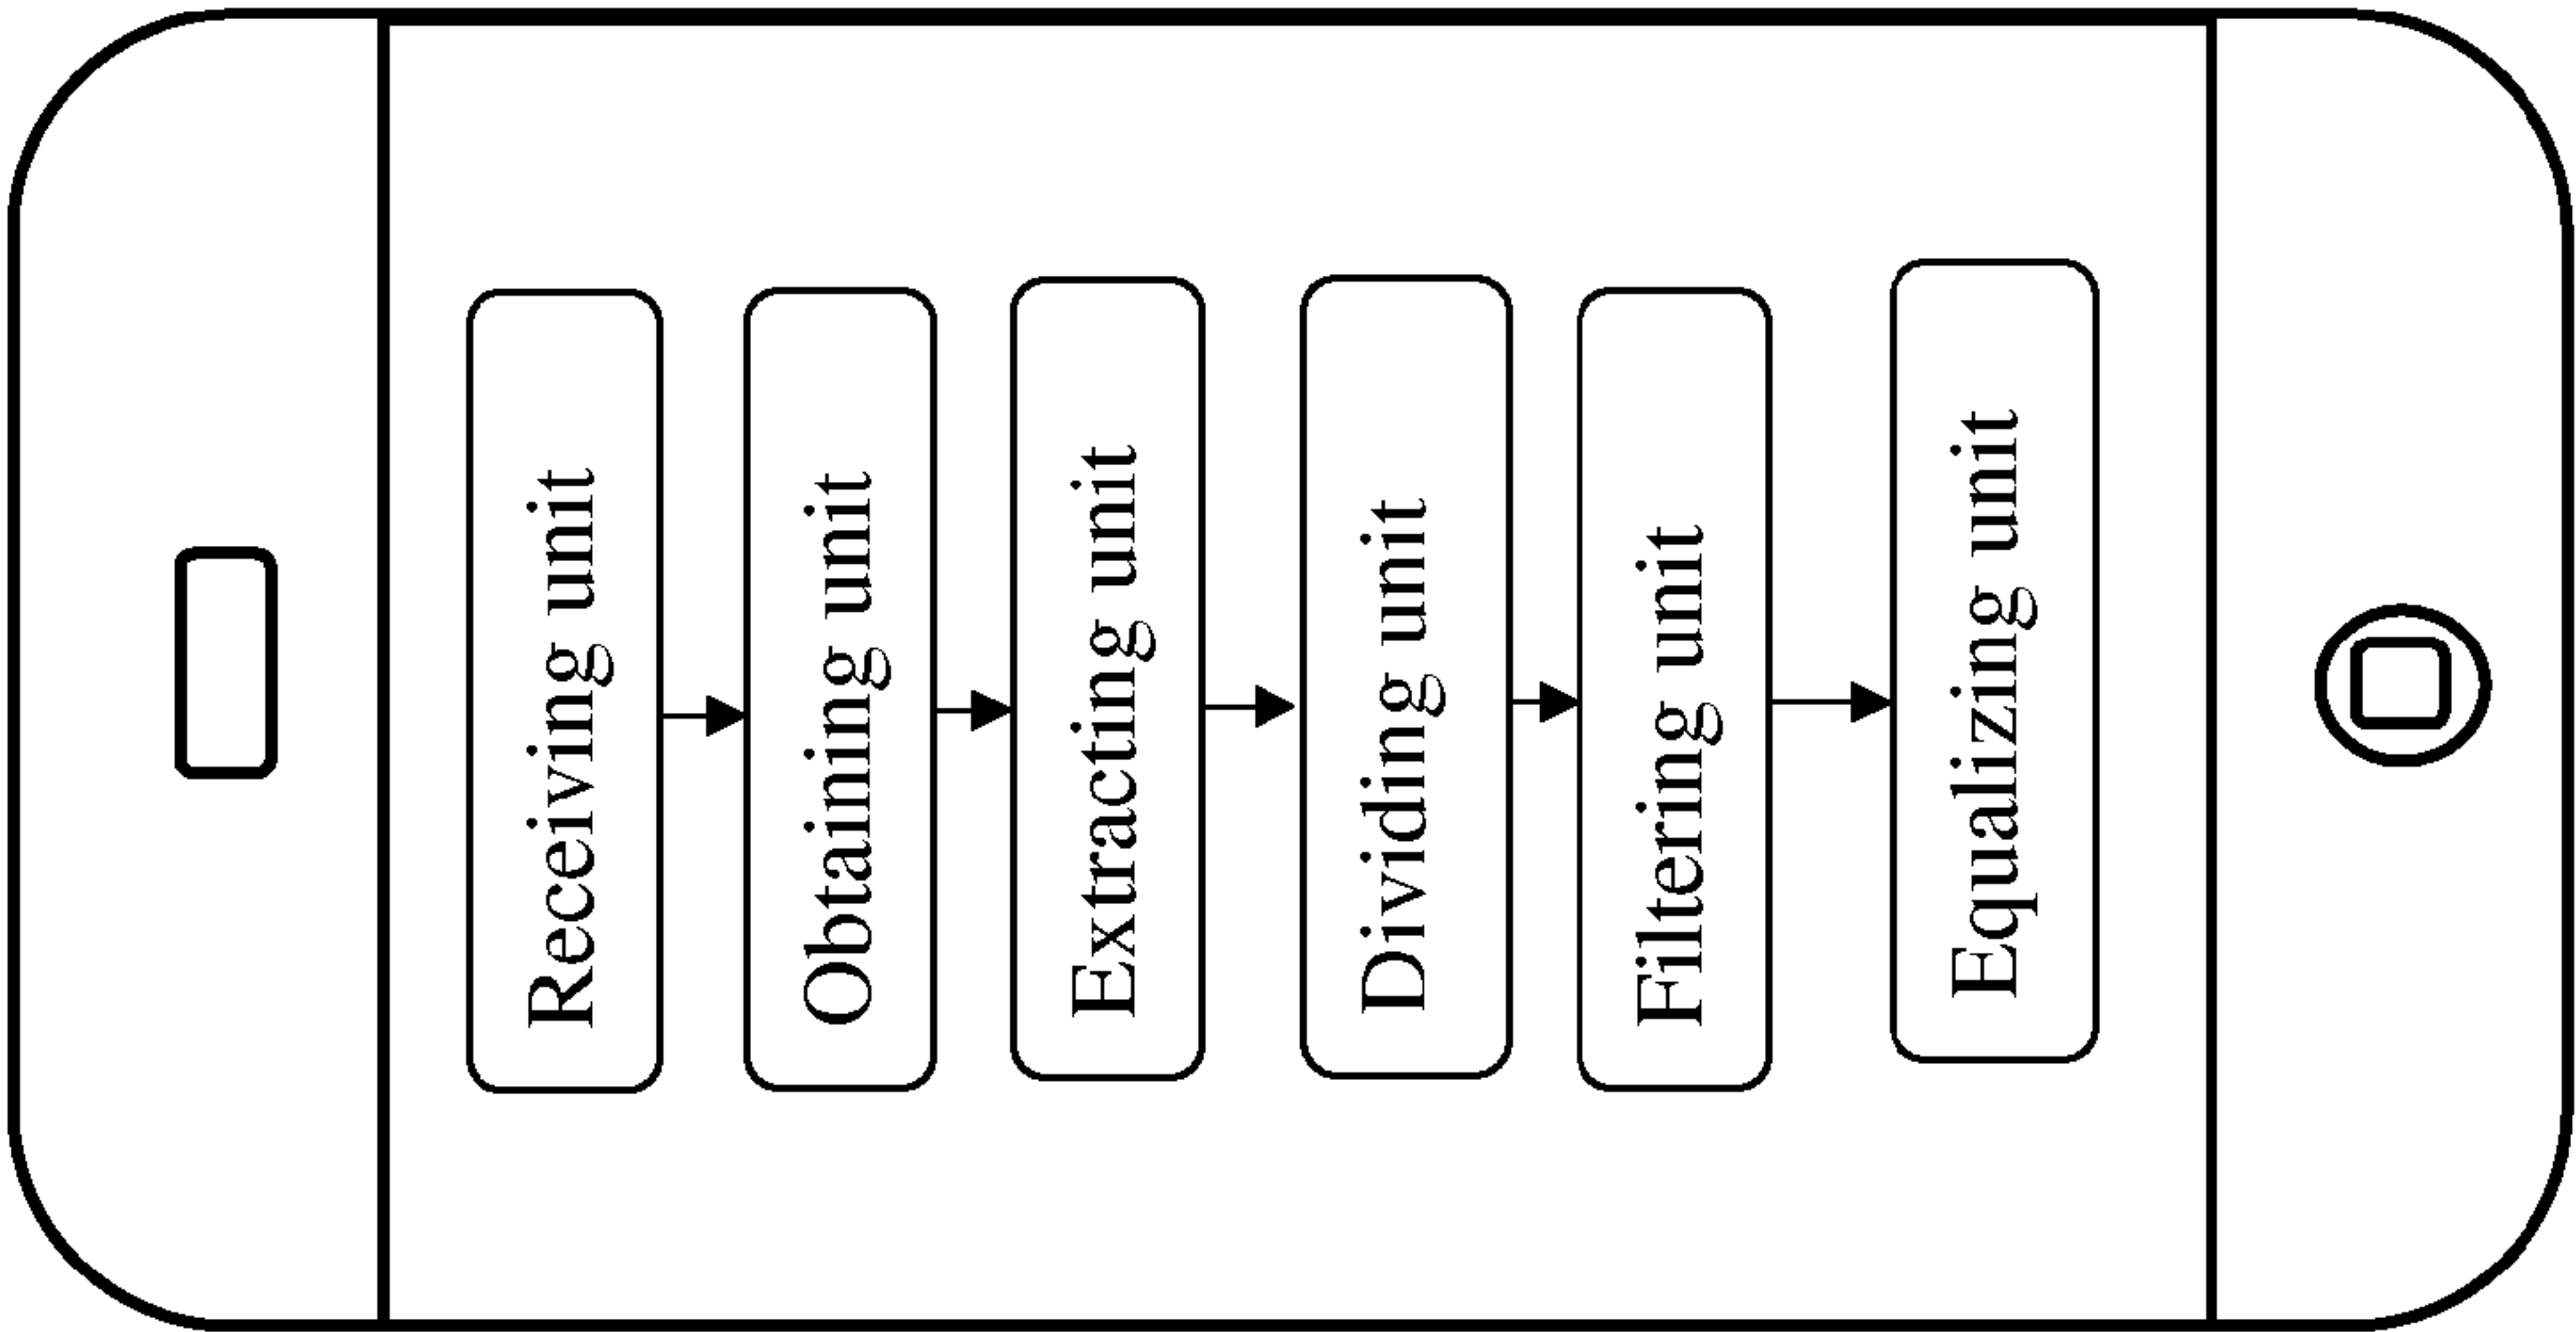 Receiving unit
Obtaining unit
Extracting unit
Dividing unit
Filtering unit
Equalizing unit